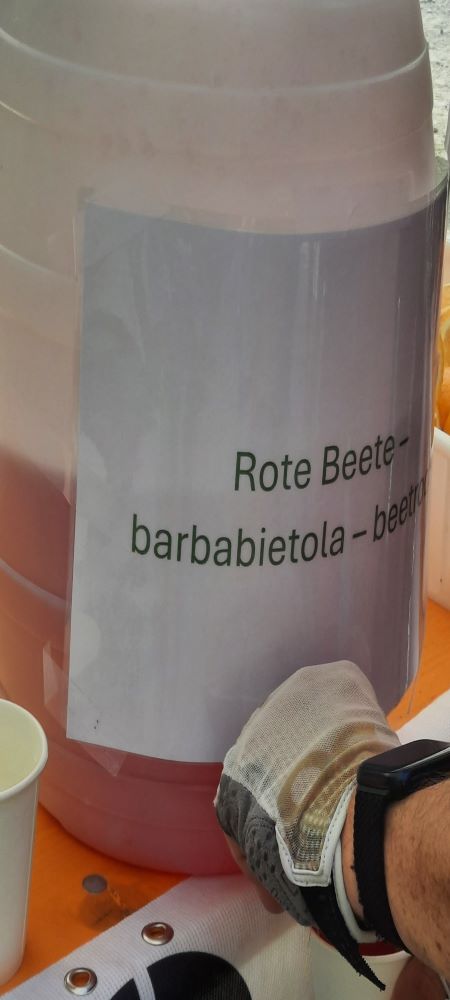 Rote Beete –
barbabietola –